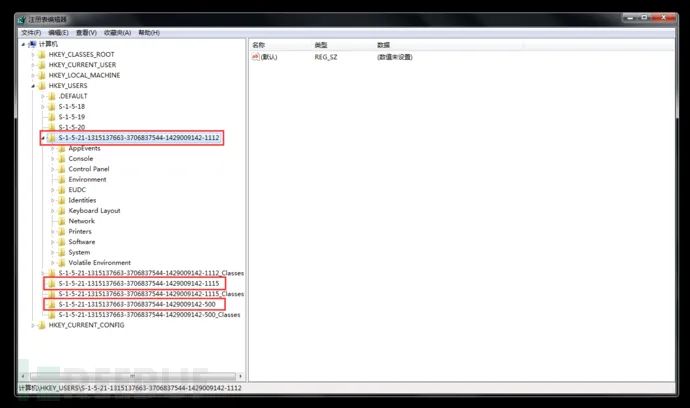 注册表编辑器
文件(F) 编辑(E) 查看(V) 收藏夹(A) 帮助(H)
计算机
HKEY_CLASSES_ROOT
HKEY_CURRENT_USER
HKEY_LOCAL_MACHINE
HKEY_USERS
.DEFAULT
S-1-5-18
S-1-5-19
S-1-5-20
S-1-5-21-1315137663-3706837544-1429009142-1112
AppEvents
Console
Control Panel
Environment
EUDC
Identities
Keyboard Layout
Network
Printers
Software
System
Volatile Environment
S-1-5-21-1315137663-3706837544-1429009142-1112_Classes
S-1-5-21-1315137663-3706837544-1429009142-1115
S-1-5-21-1315137663-3706837544-1429009142-1115_Classes
S-1-5-21-1315137663-3706837544-1429009142-500
S-1-5-21-1315137663-3706837544-1429009142-500_Classes
HKEY_CURRENT_CONFIG
名称 类型 数据
ab (默认) REG_SZ (数值未设置)
计算机\HKEY_USERS\S-1-5-21-1315137663-3706837544-1429009142-1112